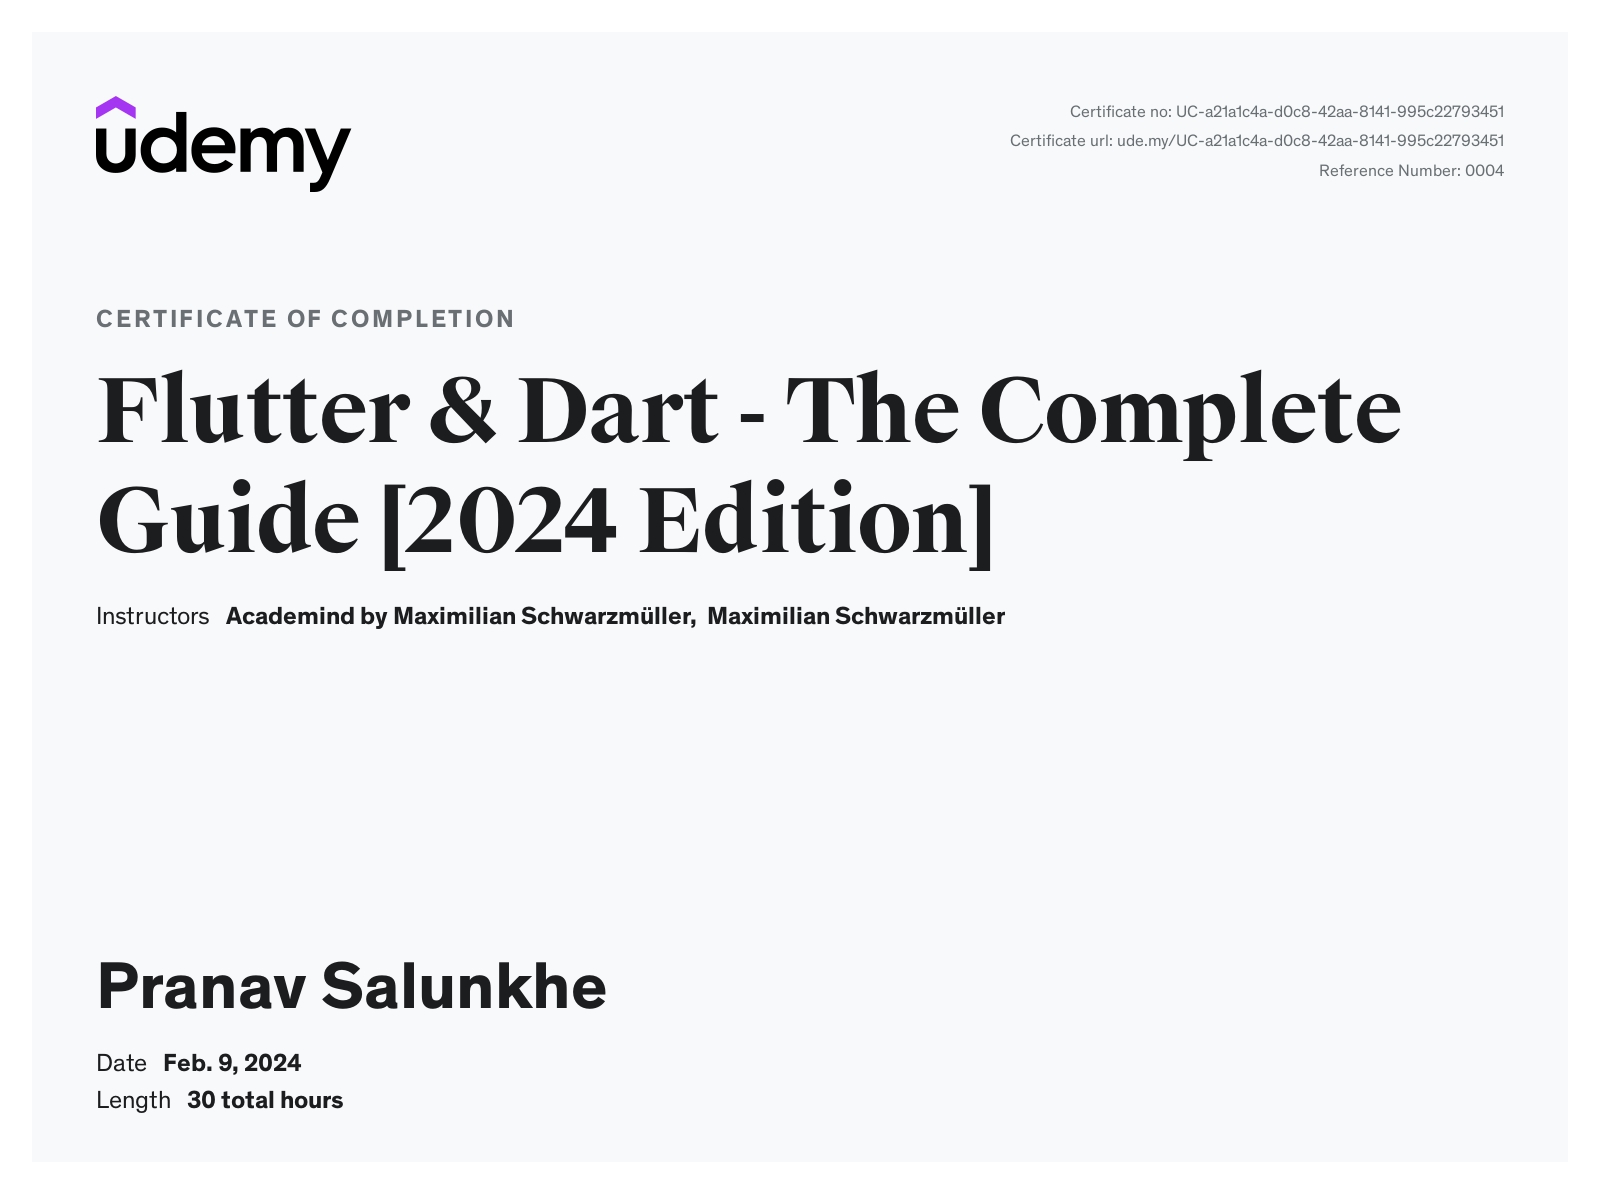 udemy
Certificate no: UC-a21a1c4a-d0c8-42aa-8141-995c22793451
Certificate url: ude.my/UC-a21a1c4a-d0c8-42aa-8141-995c22793451
Reference Number: 0004
CERTIFICATE OF COMPLETION
Flutter & Dart - The Complete
Guide [2024 Edition]
Instructors Academind by Maximilian Schwarzmüller, Maximilian Schwarzmüller
Pranav Salunkhe
Date Feb. 9, 2024
Length 30 total hours